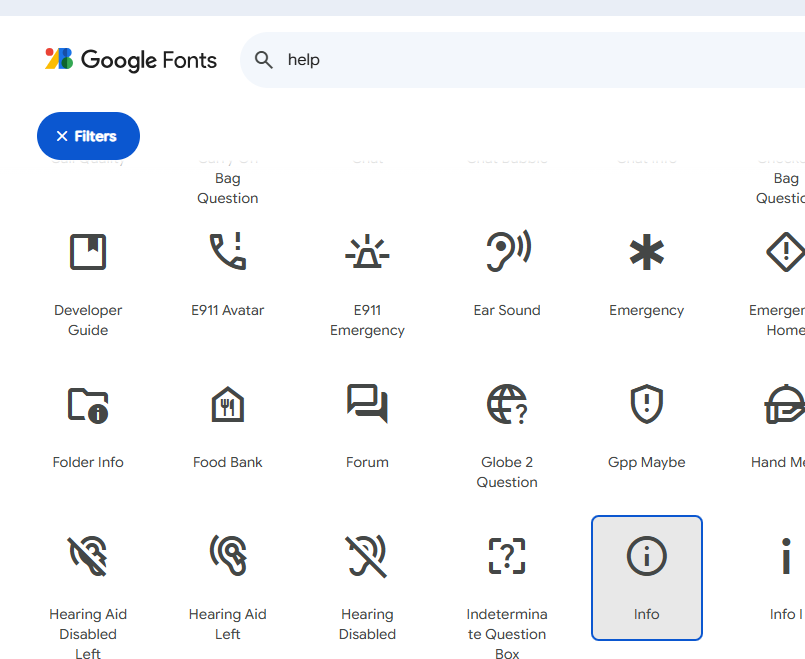 Google Fonts
help
Filters
Bag
Question
Bag
Questio
Developer
Guide
E911 Avatar
E911
Emergency
Ear Sound
Emergency
Emergen
Home
Folder Info
Food Bank
Forum
Globe 2
Question
Gpp Maybe
Hand Me
Hearing Aid
Disabled
Left
Hearing Aid
Left
Hearing
Disabled
Indetermina
te Question
Box
Info
Info I